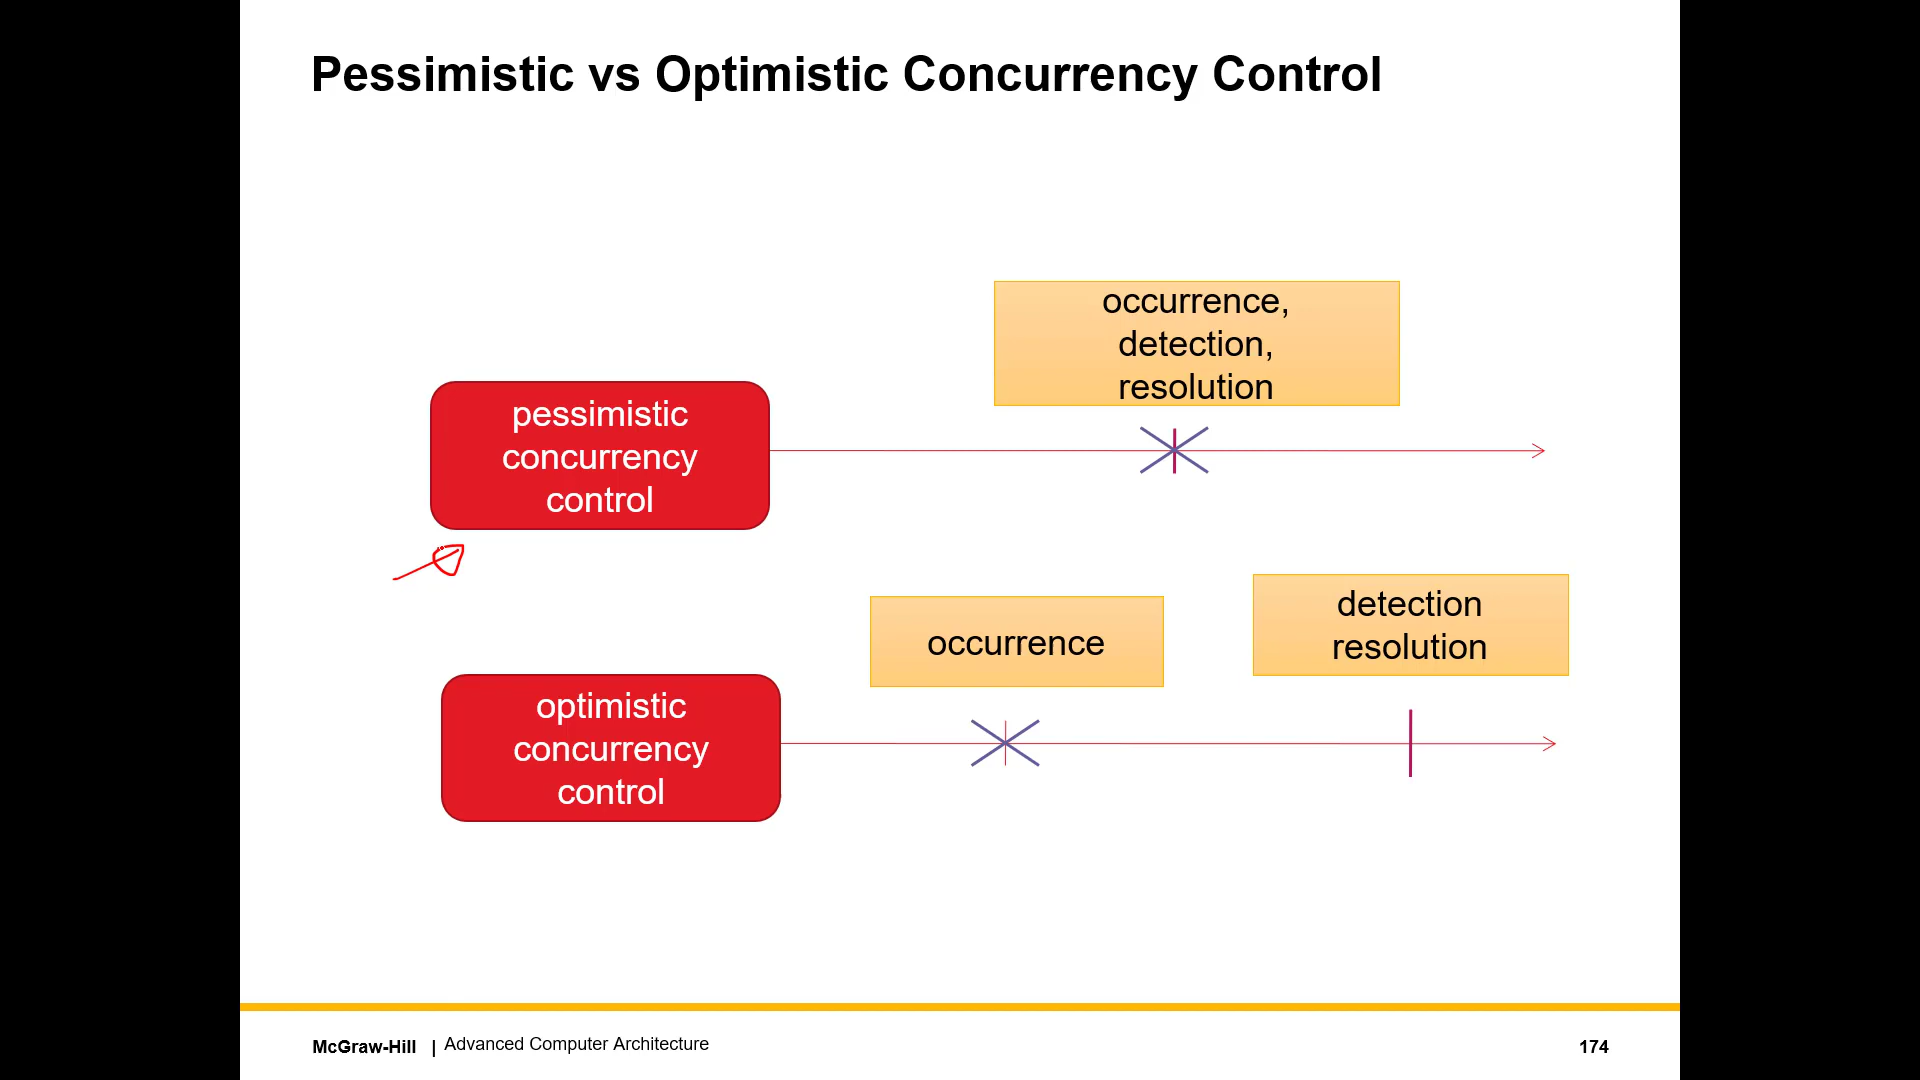 Pessimistic vs Optimistic Concurrency Control
occurrence,
detection,
resolution
pessimistic
concurrency
control
occurrence
detection
resolution
optimistic
concurrency
control
McGraw-Hill | Advanced Computer Architecture
174